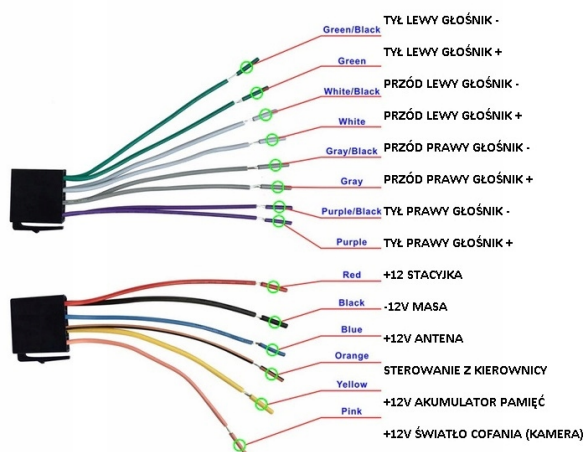 Green/Black TYŁ LEWY GŁOŚNIK -
Green TYŁ LEWY GŁOŚNIK +
White/Black PRZÓD LEWY GŁOŚNIK -
White PRZÓD LEWY GŁOŚNIK +
Gray/Black PRZÓD PRAWY GŁOŚNIK -
Gray PRZÓD PRAWY GŁOŚNIK +
Purple/Black TYŁ PRAWY GŁOŚNIK -
Purple TYŁ PRAWY GŁOŚNIK +
Red +12 STACYJKA
Black -12V MASA
Blue +12V ANTENA
Orange STEROWANIE Z KIEROWNICY
Yellow +12V AKUMULATOR PAMIĘĆ
Pink +12V ŚWIATŁO COFANIA (KAMERA)